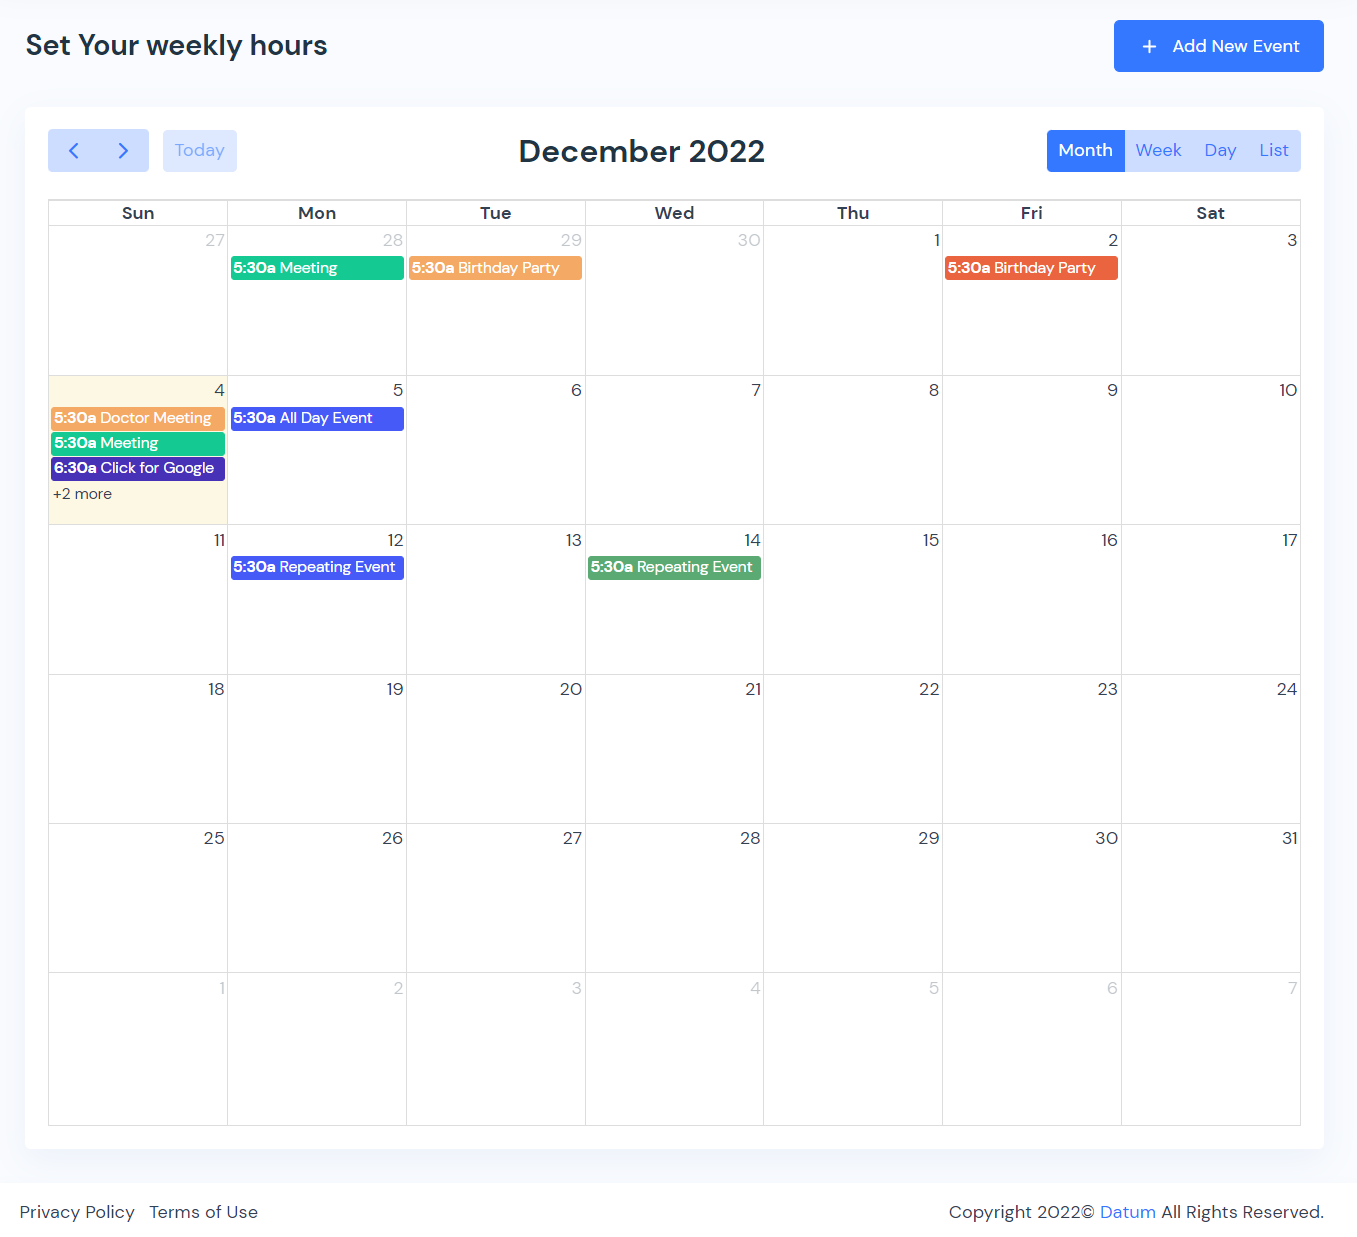 Set Your weekly hours
+ Add New Event
Today
December 2022
Month Week Day List
Sun Mon Tue Wed Thu Fri Sat
27 28 29 30 1 2 3
5:30a Meeting 5:30a Birthday Party 5:30a Birthday Party
4 5 6 7 8 9 10
5:30a Doctor Meeting 5:30a All Day Event
5:30a Meeting
6:30a Click for Google
+2 more
11 12 13 14 15 16 17
5:30a Repeating Event 5:30a Repeating Event
18 19 20 21 22 23 24
25 26 27 28 29 30 31
1 2 3 4 5 6 7
Privacy Policy Terms of Use Copyright 2022© Datum All Rights Reserved.